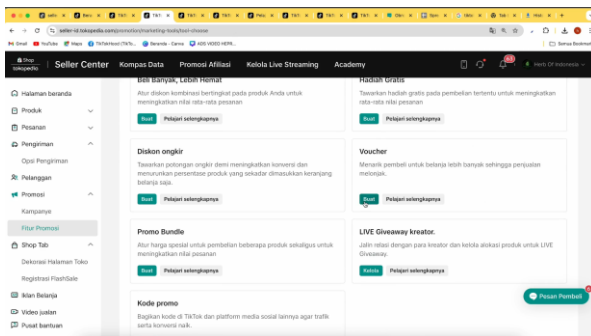 seller-id.tokopedia.com/promotion/marketing-tools/tool-choose
Gmail YouTube Maps
Semua Bookmark
Shop tokopedia Seller Center Kompas Data Promosi Afiliasi Kelola Live Streaming Academy Herb Of Indonesia
Halaman beranda
Produk
Pesanan
Pengiriman
Opsi Pengiriman
Pelanggan
Promosi
Kampanye
Fitur Promosi
Shop Tab
Dekorasi Halaman Toko
Registrasi FlashSale
Iklan Belanja
Video jualan
Pusat bantuan
Beli Banyak, Lebih Hemat
Atur diskon kombinasi bertingkat pada produk Anda untuk
meningkatkan nilai rata-rata pesanan
Buat Pelajari selengkapnya
Hadiah Gratis
Tawarkan hadiah gratis pada pembelian tertentu untuk meningkatkan
rata-rata nilai pesanan
Buat Pelajari selengkapnya
Diskon ongkir
Tawarkan potongan ongkir demi meningkatkan konversi dan
menurunkan persentase produk yang sekadar dimasukkan keranjang
belanja saja.
Buat Pelajari selengkapnya
Voucher
Menarik pembeli untuk belanja lebih banyak sehingga penjualan
melonjak.
Buat Pelajari selengkapnya
Promo Bundle
Atur harga spesial untuk pembelian beberapa produk sekaligus untuk
meningkatkan nilai pesanan
Buat Pelajari selengkapnya
LIVE Giveaway kreator.
Jalin relasi dengan para kreator dan kelola alokasi produk untuk LIVE
Giveaway.
Kelola Pelajari selengkapnya
Kode promo
Bagikan kode di TikTok dan platform media sosial lainnya agar trafik
serta konversi naik.
Pesan Pembeli